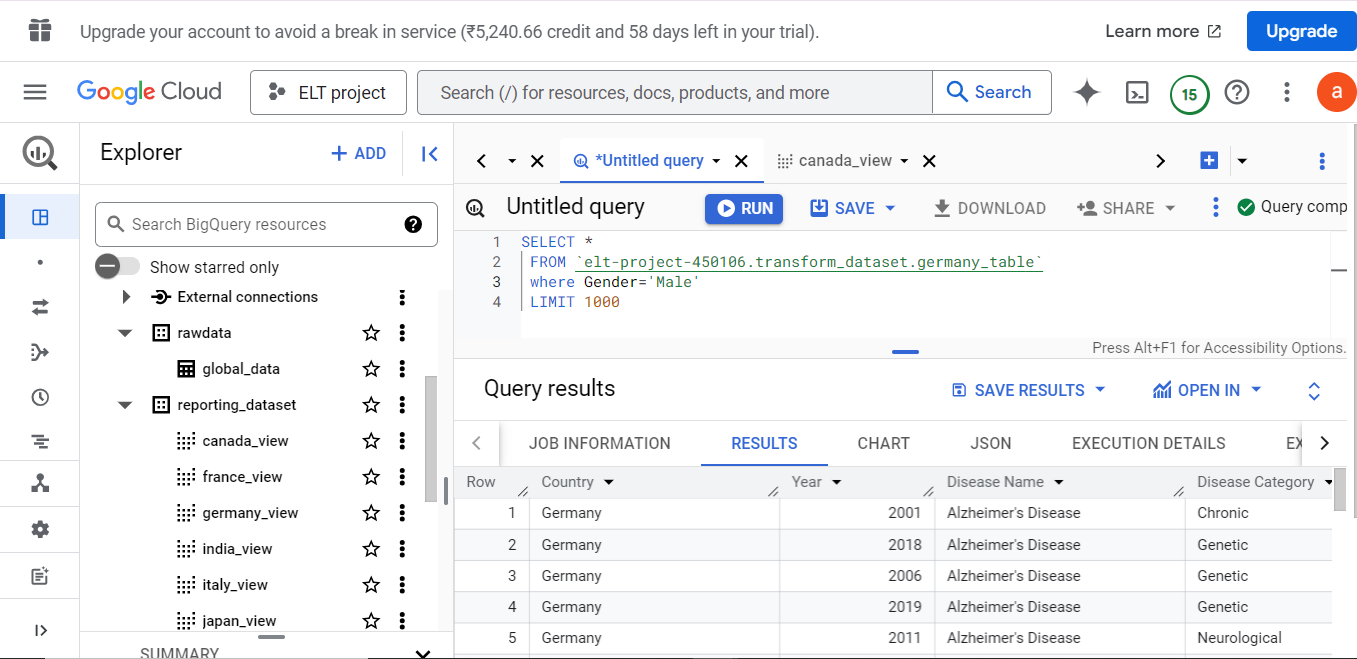 Upgrade your account to avoid a break in service (₹5,240.66 credit and 58 days left in your trial).
Learn more
Upgrade
Google Cloud
ELT project
Search (/) for resources, docs, products, and more
Search
15
a
Explorer
+ ADD
*Untitled query
canada_view
Search BigQuery resources
Show starred only
External connections
rawdata
global_data
reporting_dataset
canada_view
france_view
germany_view
india_view
italy_view
japan_view
SUMMARY
Untitled query
RUN
SAVE
DOWNLOAD
SHARE
Query comp
1 SELECT *
2 FROM `elt-project-450106.transform_dataset.germany_table`
3 where Gender='Male'
4 LIMIT 1000
Press Alt+F1 for Accessibility Options.
Query results
SAVE RESULTS
OPEN IN
JOB INFORMATION
RESULTS
CHART
JSON
EXECUTION DETAILS
EX
Row Country Year Disease Name Disease Category
1 Germany 2001 Alzheimer's Disease Chronic
2 Germany 2018 Alzheimer's Disease Genetic
3 Germany 2006 Alzheimer's Disease Genetic
4 Germany 2019 Alzheimer's Disease Genetic
5 Germany 2011 Alzheimer's Disease Neurological